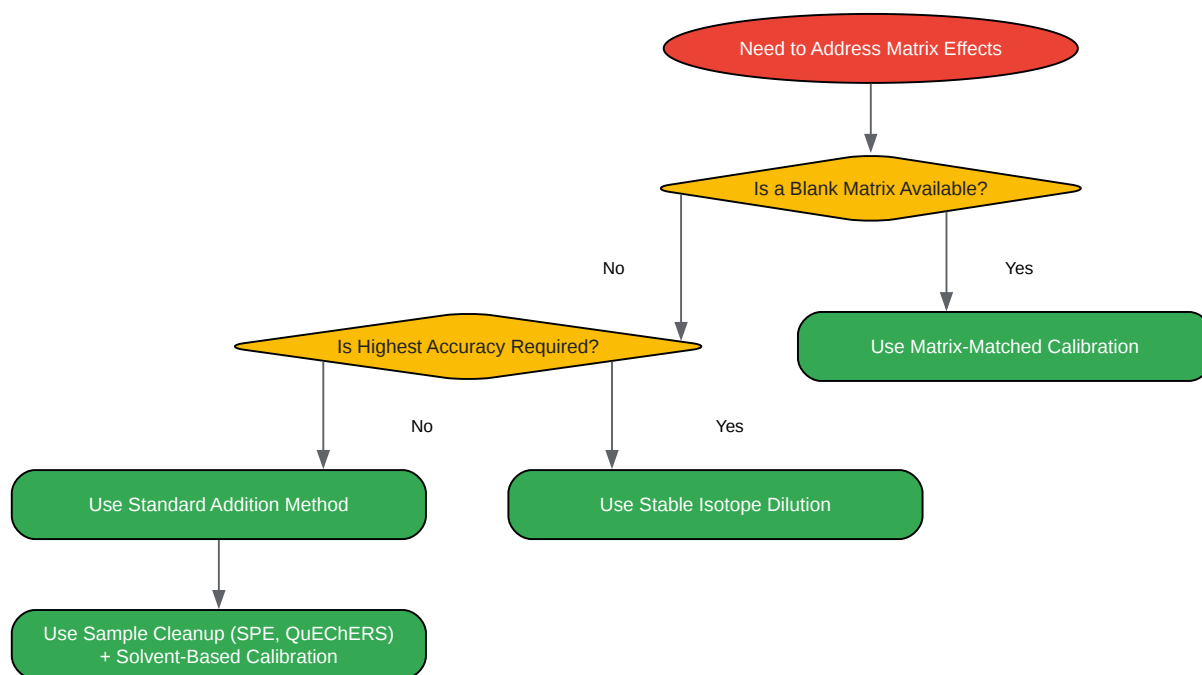 Need to Address Matrix Effects
Is a Blank Matrix Available?
No
Yes
Is Highest Accuracy Required?
Use Matrix-Matched Calibration
No
Yes
Use Standard Addition Method
Use Stable Isotope Dilution
Use Sample Cleanup (SPE, QuEChERS)
+ Solvent-Based Calibration